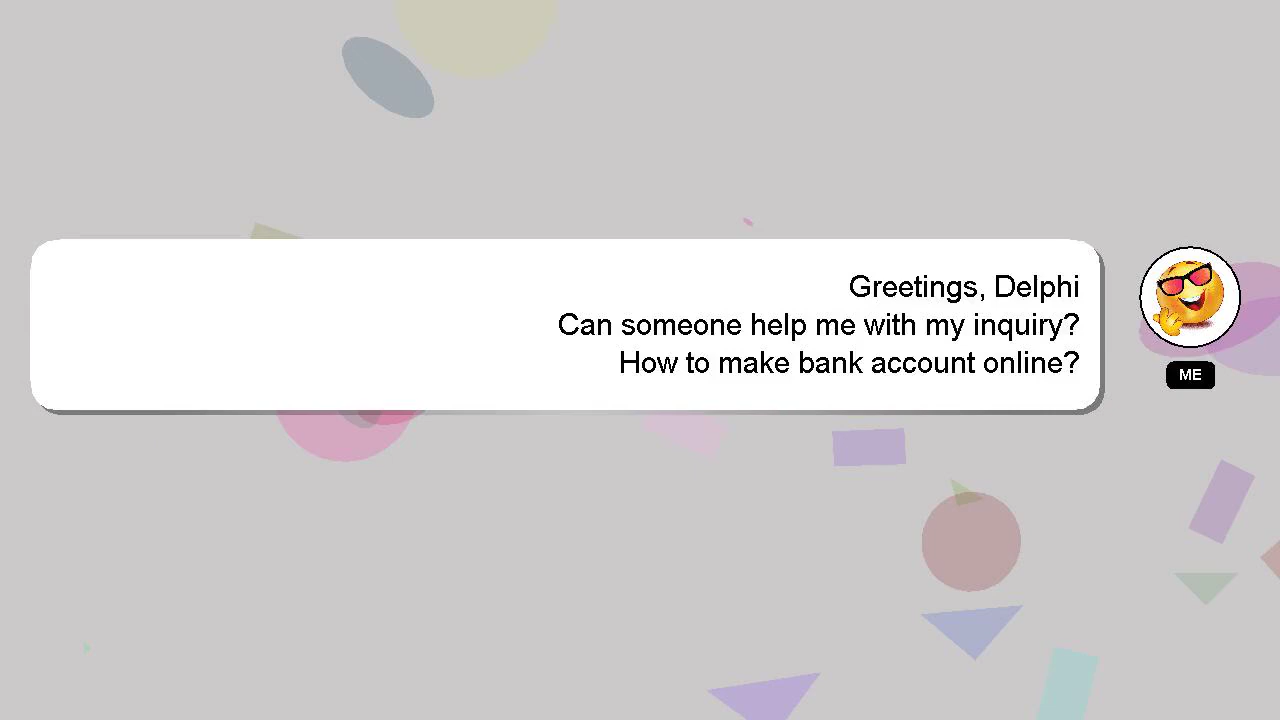 Greetings, Delphi
Can someone help me with my inquiry?
How to make bank account online?
ME